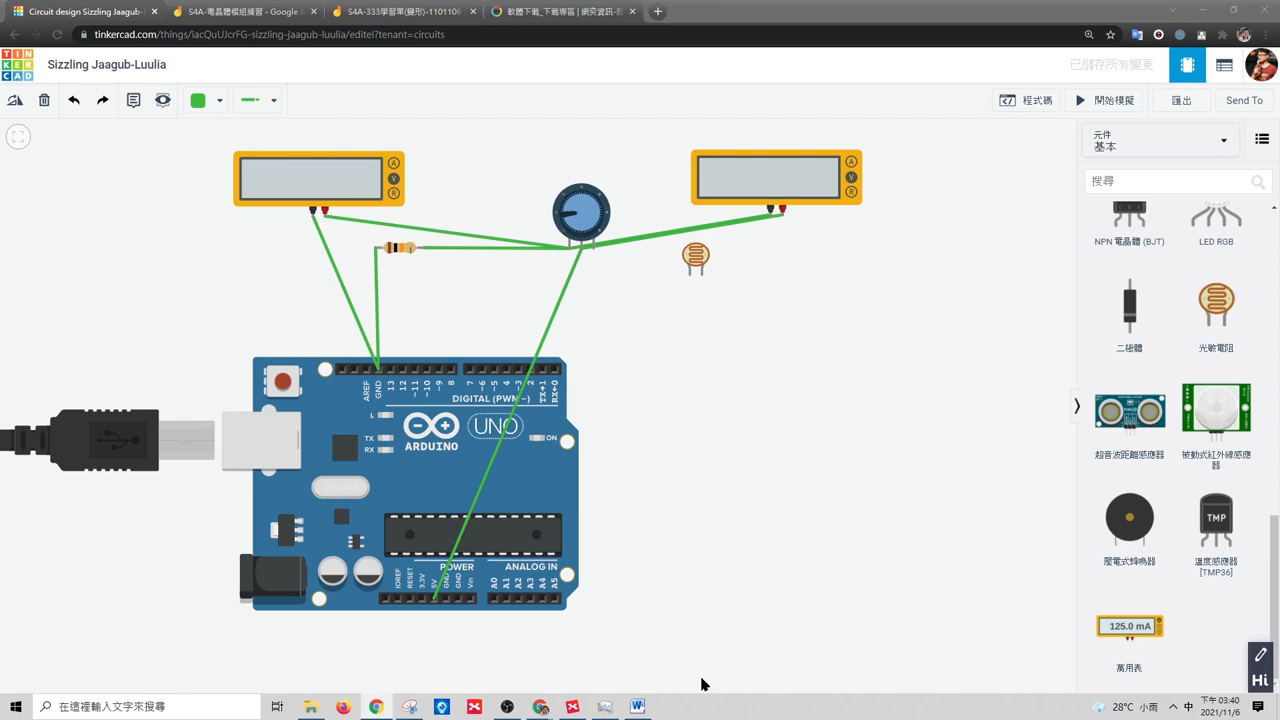 Circuit design Sizzling Jaagub-L
S4A-電晶體模組練習 - Google J
S4A-333學習單(變形)-1101106
軟體下載_下載專區 | 網奕資訊-
tinkercad.com/things/iacQuUJcrFG-sizzling-jaagub-luulia/editel?tenant=circuits
TIN
KER
CAD
Sizzling Jaagub-Luulia
已儲存所有變更
程式碼
開始模擬
匯出
Send To
元件
基本
搜尋
A
V
R
A
V
R
NPN 電晶體 (BJT)
LED RGB
二極體
光敏電阻
超音波距離感應器
被動式紅外線感應器
TMP
壓電式蜂鳴器
溫度感應器 [TMP36]
125.0 mA
萬用表
AREF
GND
13
12
~11
~10
~9
8
7
~6
~5
4
~3
2
TX→1
RX←0
DIGITAL (PWM~)
L
TX
RX
ARDUINO
UNO
ON
POWER
ANALOG IN
IOREF
RESET
3.3V
5V
GND
GND
Vin
A0
A1
A2
A3
A4
A5
Hi
在這裡輸入文字來搜尋
28°C 小雨
中
下午 03:40
2021/11/6